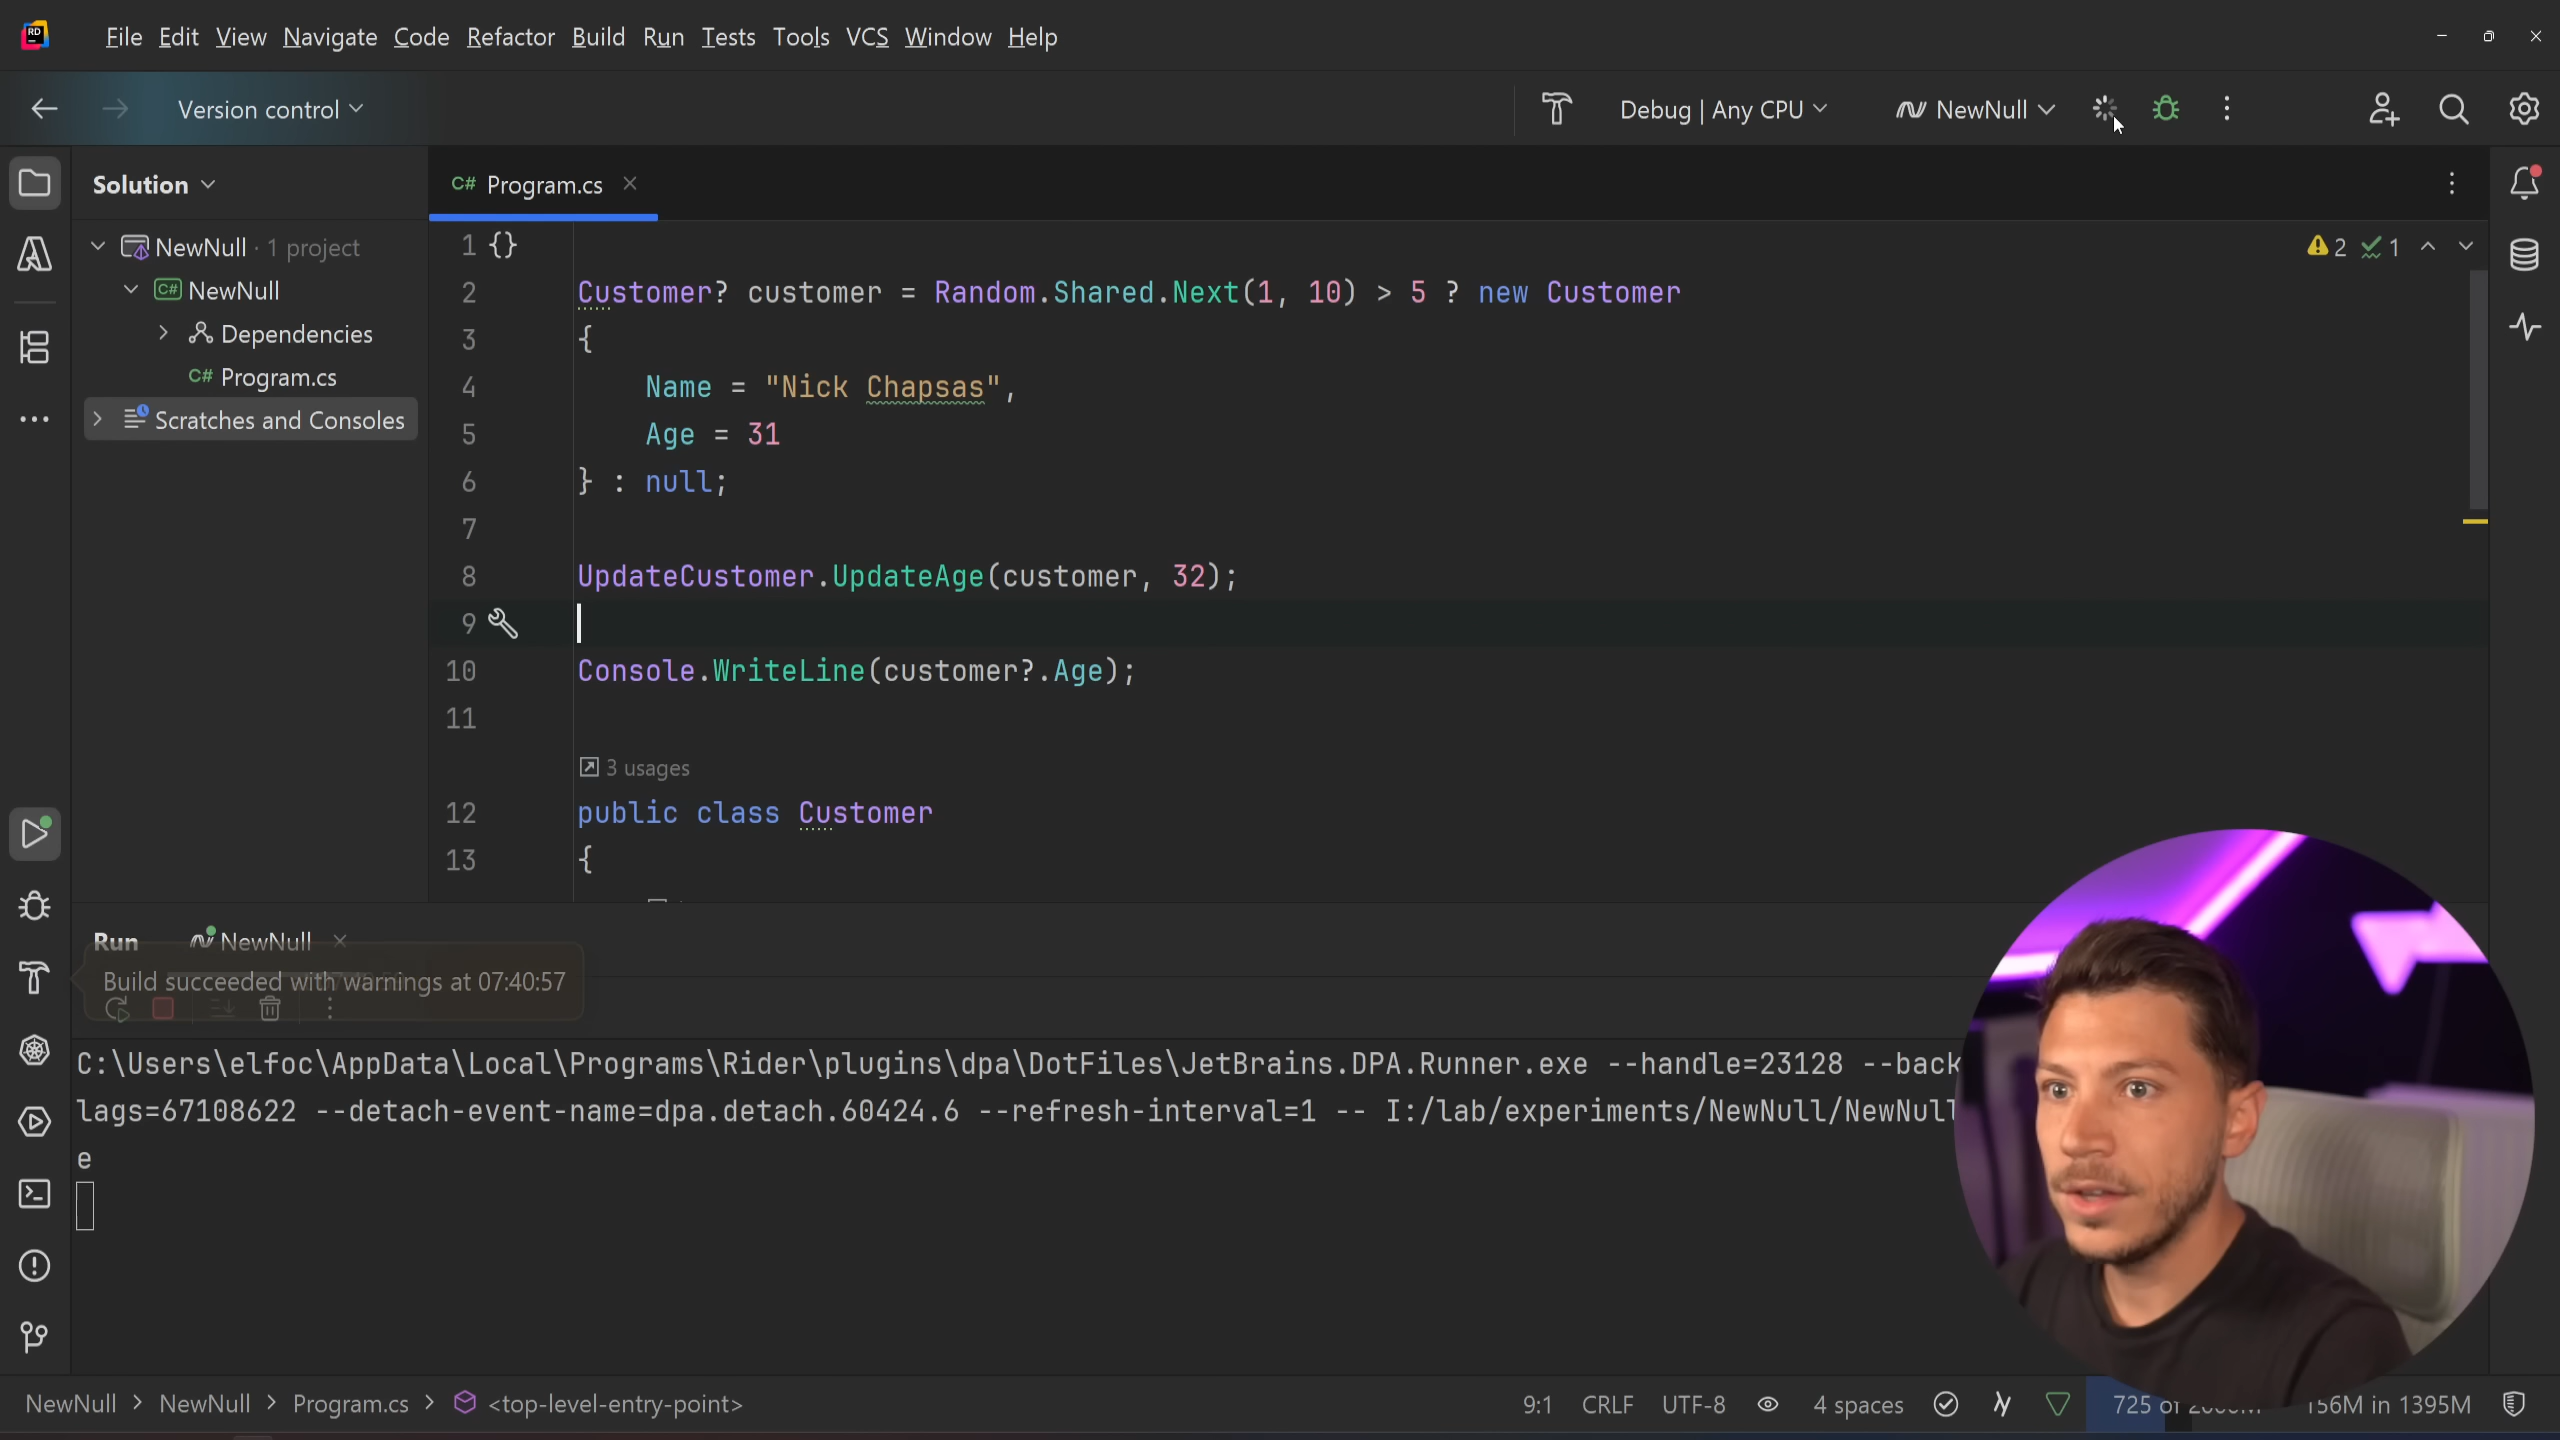 File Edit View Navigate Code Refactor Build Run Tests Tools VCS Window Help
Version control
Debug | Any CPU
NewNull
Solution
C# Program.cs
NewNull · 1 project
C# NewNull
Dependencies
C# Program.cs
Scratches and Consoles
2 1
1 {}
2 Customer? customer = Random.Shared.Next(1, 10) > 5 ? new Customer
3 {
4 Name = "Nick Chapsas",
5 Age = 31
6 } : null;
7
8 UpdateCustomer.UpdateAge(customer, 32);
9
10 Console.WriteLine(customer?.Age);
11
3 usages
12 public class Customer
13 {
Run NewNull
Build succeeded with warnings at 07:40:57
C:\Users\elfoc\AppData\Local\Programs\Rider\plugins\dpa\DotFiles\JetBrains.DPA.Runner.exe --handle=23128 --back
lags=67108622 --detach-event-name=dpa.detach.60424.6 --refresh-interval=1 -- I:/lab/experiments/NewNull/NewNull
e
NewNull > NewNull > Program.cs > <top-level-entry-point>
9:1 CRLF UTF-8 4 spaces 725 of 156M in 1395M